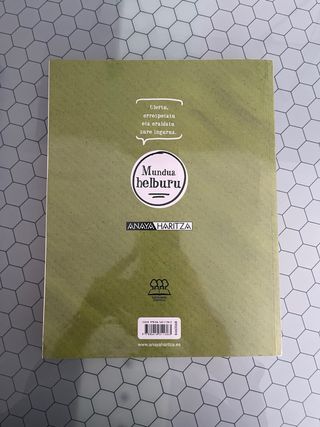 Ulertu,
errespetatu
eta eraldatu
zure ingurua.
Mundua
helburu
ANAYA HARITZA
www.anayaharitza.es